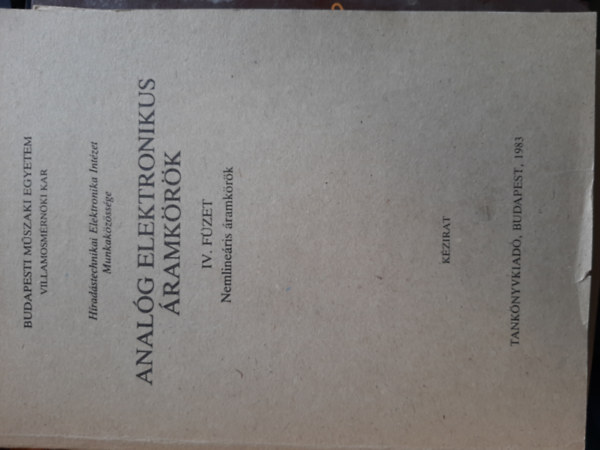 BUDAPESTI MŰSZAKI EGYETEM
VILLAMOSMÉRNÖKI KAR
Híradástechnikai Elektronika Intézet
Munkaközössége
ANALÓG ELEKTRONIKUS
ÁRAMKÖRÖK
IV. FÜZET
Nemlineáris áramkörök
KÉZIRAT
TANKÖNYVKIADÓ, BUDAPEST, 1983